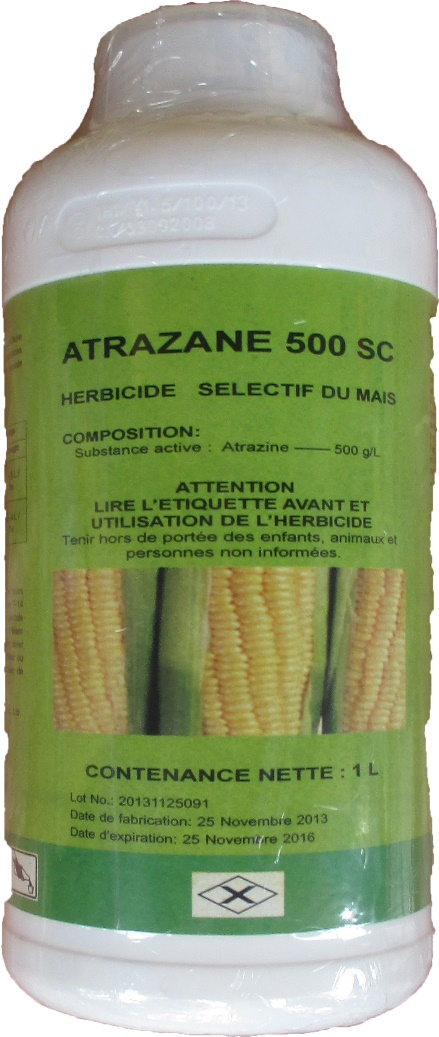 ATRAZANE 500 SC
HERBICIDE SELECTIF DU MAIS
COMPOSITION:
Substance active : Atrazine —— 500 g/L
ATTENTION
LIRE L'ETIQUETTE AVANT ET
UTILISATION DE L'HERBICIDE
Tenir hors de portée des enfants, animaux et
personnes non informées.
CONTENANCE NETTE : 1 L
Lot No.: 20131125091
Date de fabrication: 25 Novembre 2013
Date d'expiration: 25 Novembre 2016
X